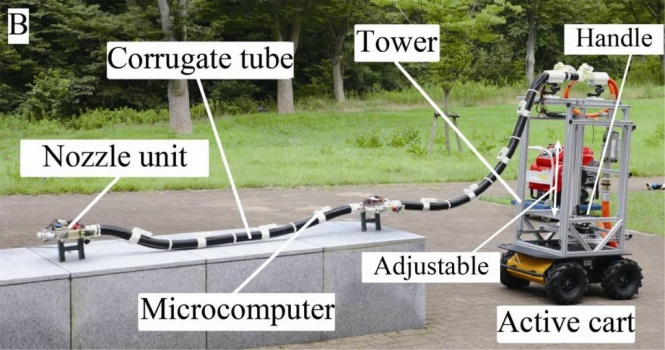 B
Tower
Handle
Corrugate tube
Nozzle unit
Adjustable
Microcomputer
Active cart